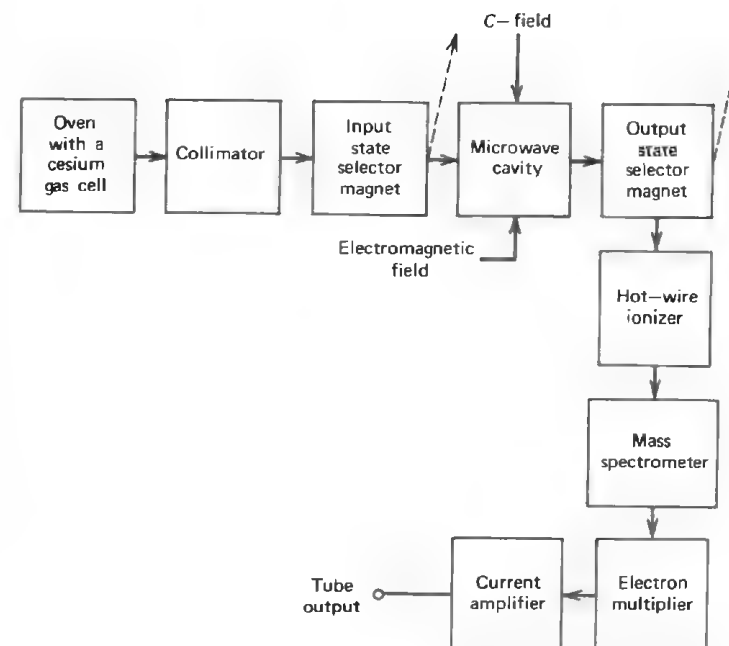 C– field
Oven
with a
cesium
gas cell
Collimator
Input
state
selector
magnet
Microwave
cavity
Output
state
selector
magnet
Electromagnetic
field
Hot–wire
ionizer
Mass
spectrometer
Electron
multiplier
Current
amplifier
Tube
output